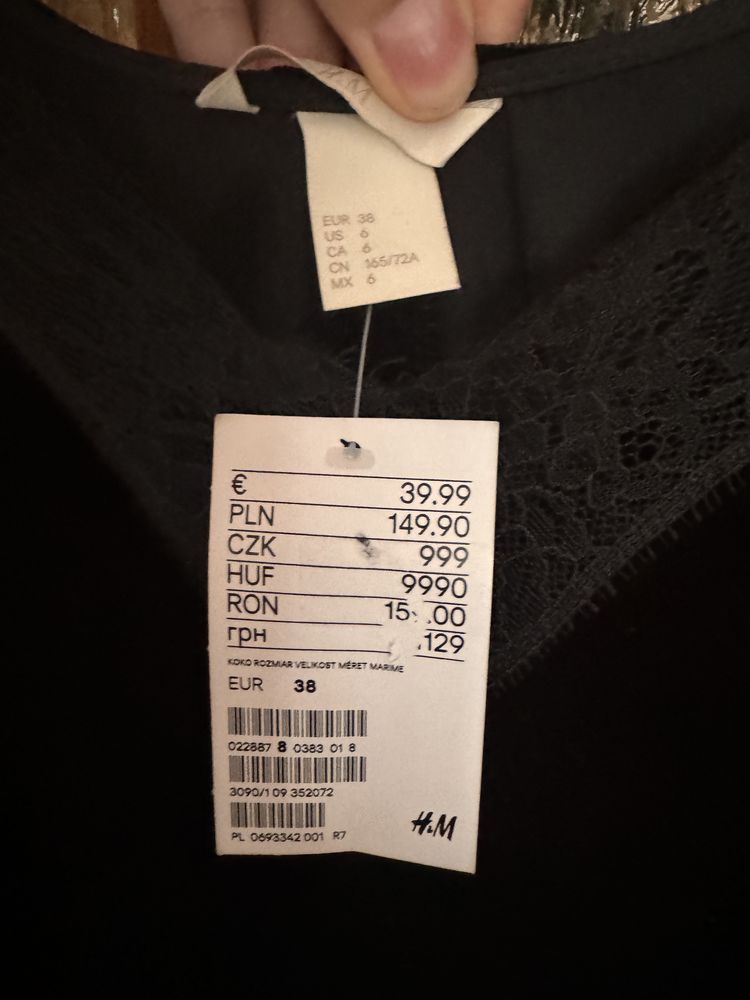 H&M
EUR 38
US 6
CA 6
CN 165/72A
MX 6
€ 39.99
PLN 149.90
CZK 999
HUF 9990
RON
грн
KOKO ROZMIAR VELIKOST MÉRET MARIME
EUR 38
022887 8 0383 01 8
3090/1 09 352072
PL 0693342 001 R7
H&M